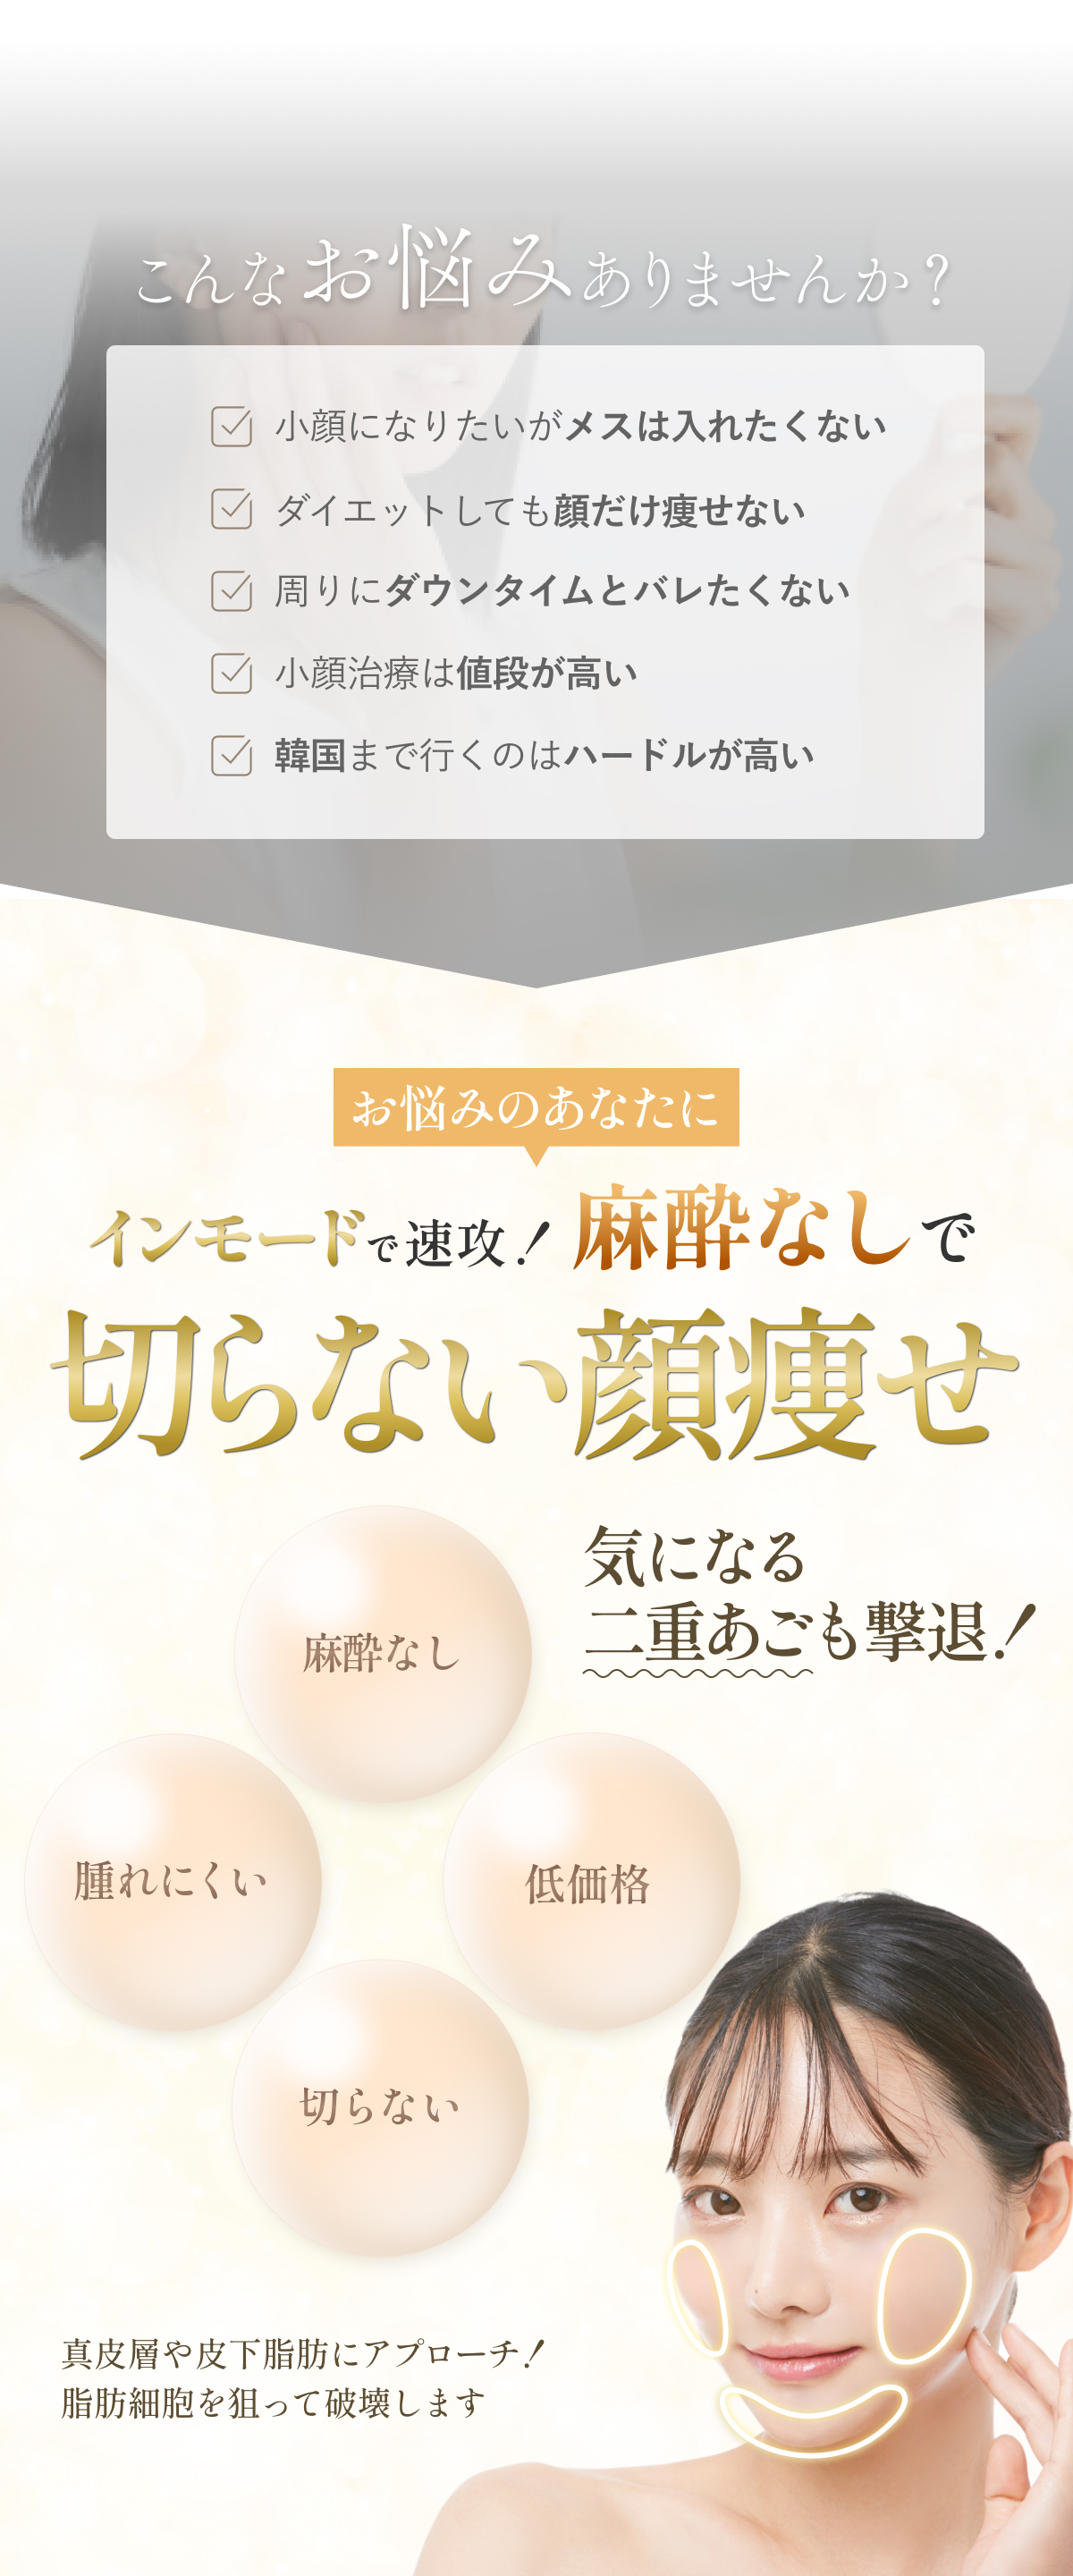 こんなお悩みありませんか？
小顔になりたいがメスは入れたくない
ダイエットしても顔だけ痩せない
周りにダウンタイムとバレたくない
小顔治療は値段が高い
韓国まで行くのはハードルが高い
お悩みのあなたに
インモードで速攻！麻酔なしで
切らない顔痩せ
気になる
二重あごも撃退！
麻酔なし
腫れにくい
低価格
切らない
真皮層や皮下脂肪にアプローチ！
脂肪細胞を狙って破壊します